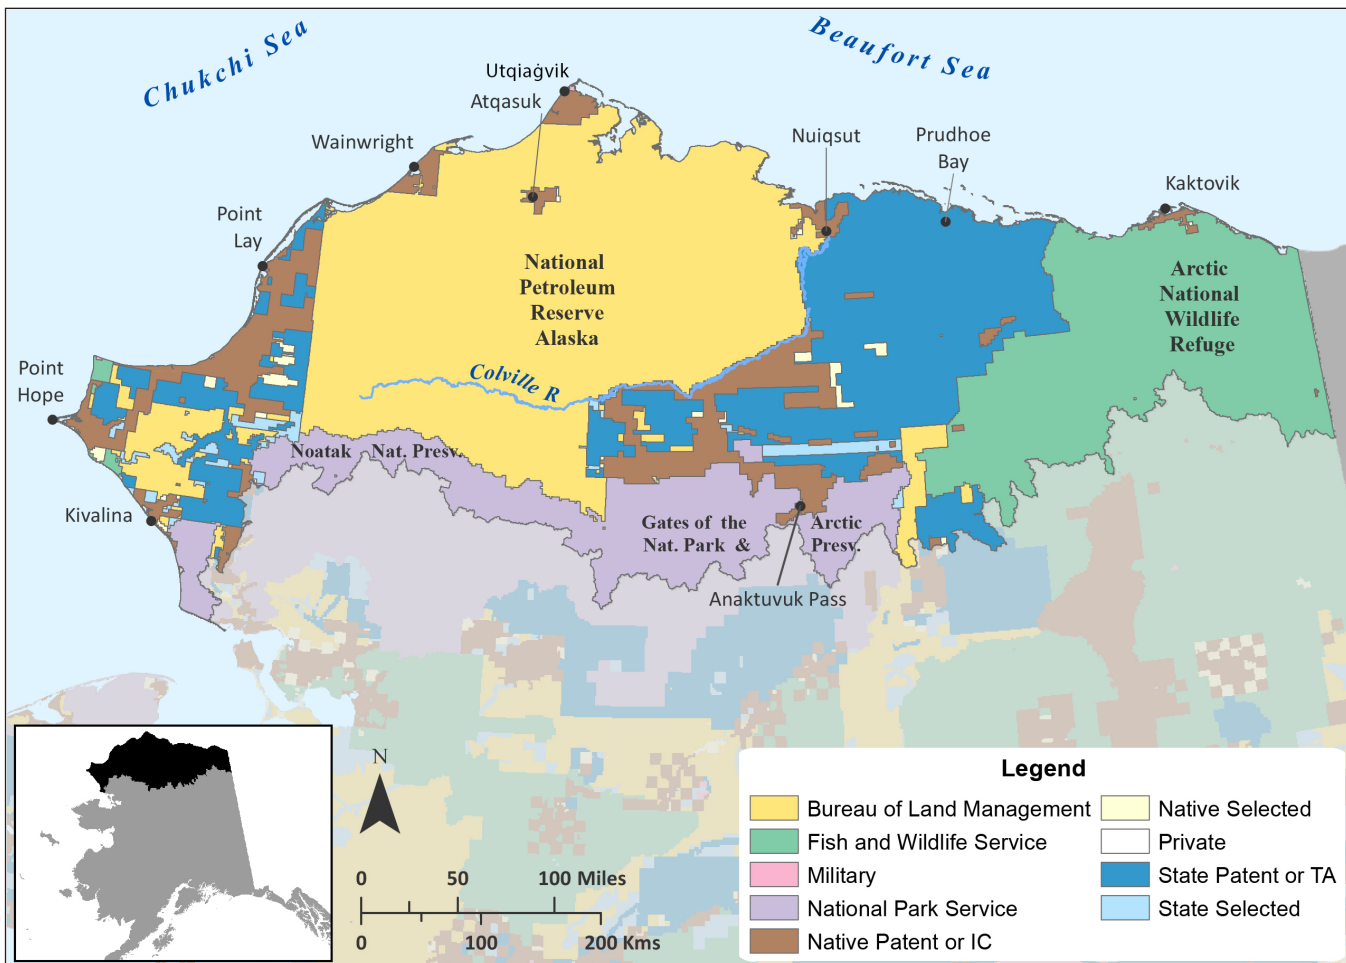 Chukchi Sea
Beaufort Sea
Utqiaġvik
Atqasuk
Wainwright
Nuiqsut
Prudhoe
Bay
Kaktovik
Point
Lay
National
Petroleum
Reserve
Alaska
Arctic
National
Wildlife
Refuge
Point
Hope
Colville R
Noatak Nat. Presv.
Kivalina
Gates of the Arctic
Nat. Park & Presv.
Anaktuvuk Pass
N
0 50 100 Miles
0 100 200 Kms
Legend
Bureau of Land Management
Fish and Wildlife Service
Military
National Park Service
Native Patent or IC
Native Selected
Private
State Patent or TA
State Selected